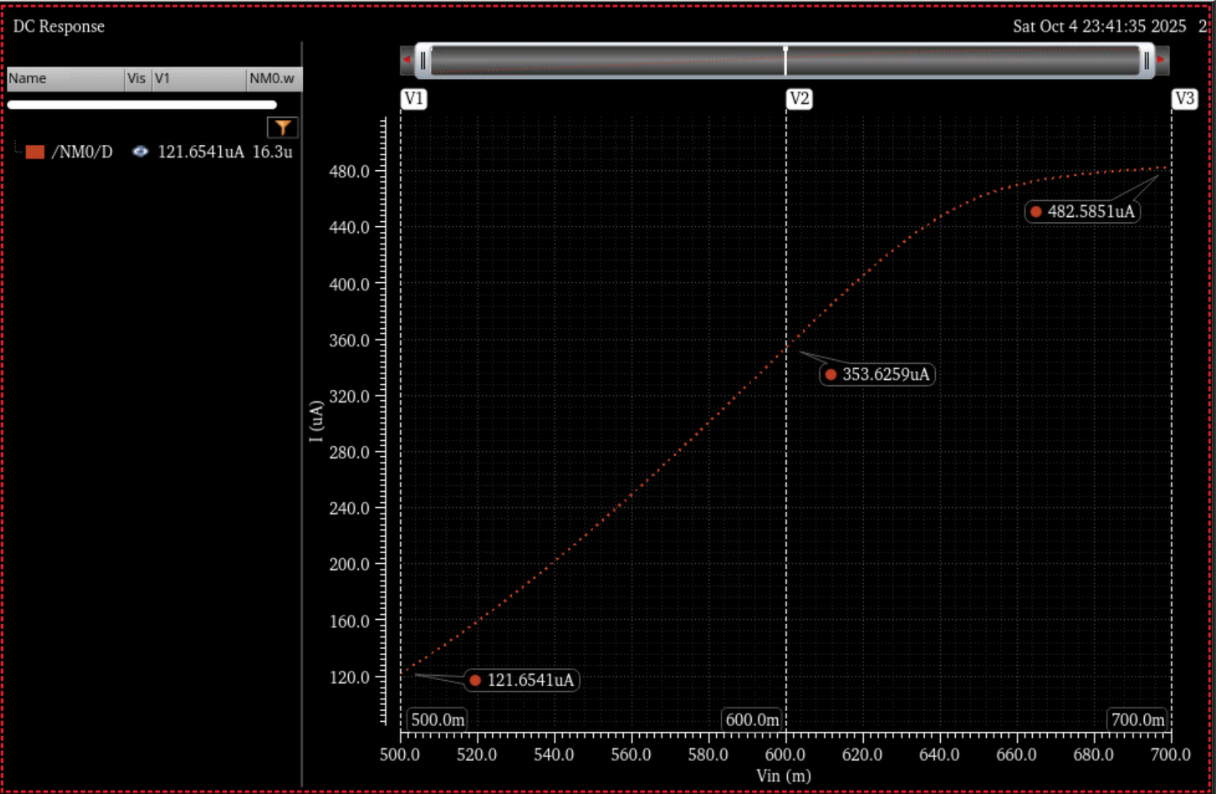 DC Response
Sat Oct 4 23:41:35 2025 2
Name Vis V1 NM0.w
/NM0/D 121.6541uA 16.3u
V1 V2 V3
480.0
482.5851uA
440.0
400.0
360.0
353.6259uA
320.0
I (uA)
280.0
240.0
200.0
160.0
120.0
121.6541uA
500.0m 600.0m 700.0m
500.0 520.0 540.0 560.0 580.0 600.0 620.0 640.0 660.0 680.0 700.0
Vin (m)